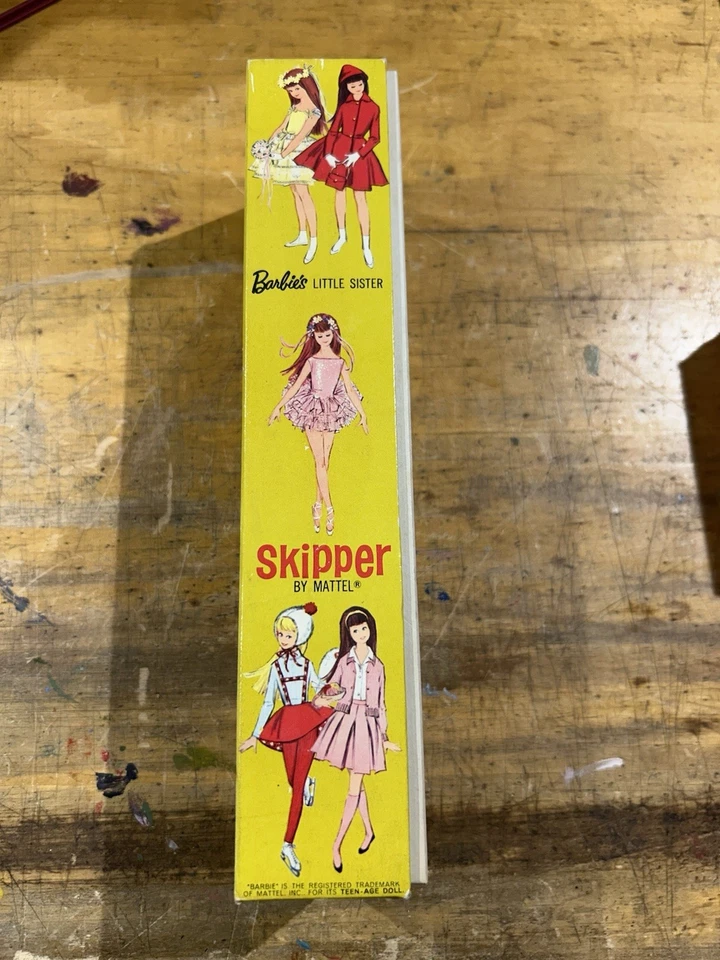 Barbie's LITTLE SISTER
skipper
BY MATTEL®
"BARBIE" IS THE REGISTERED TRADEMARK
OF MATTEL, INC., FOR ITS TEEN-AGE DOLL.